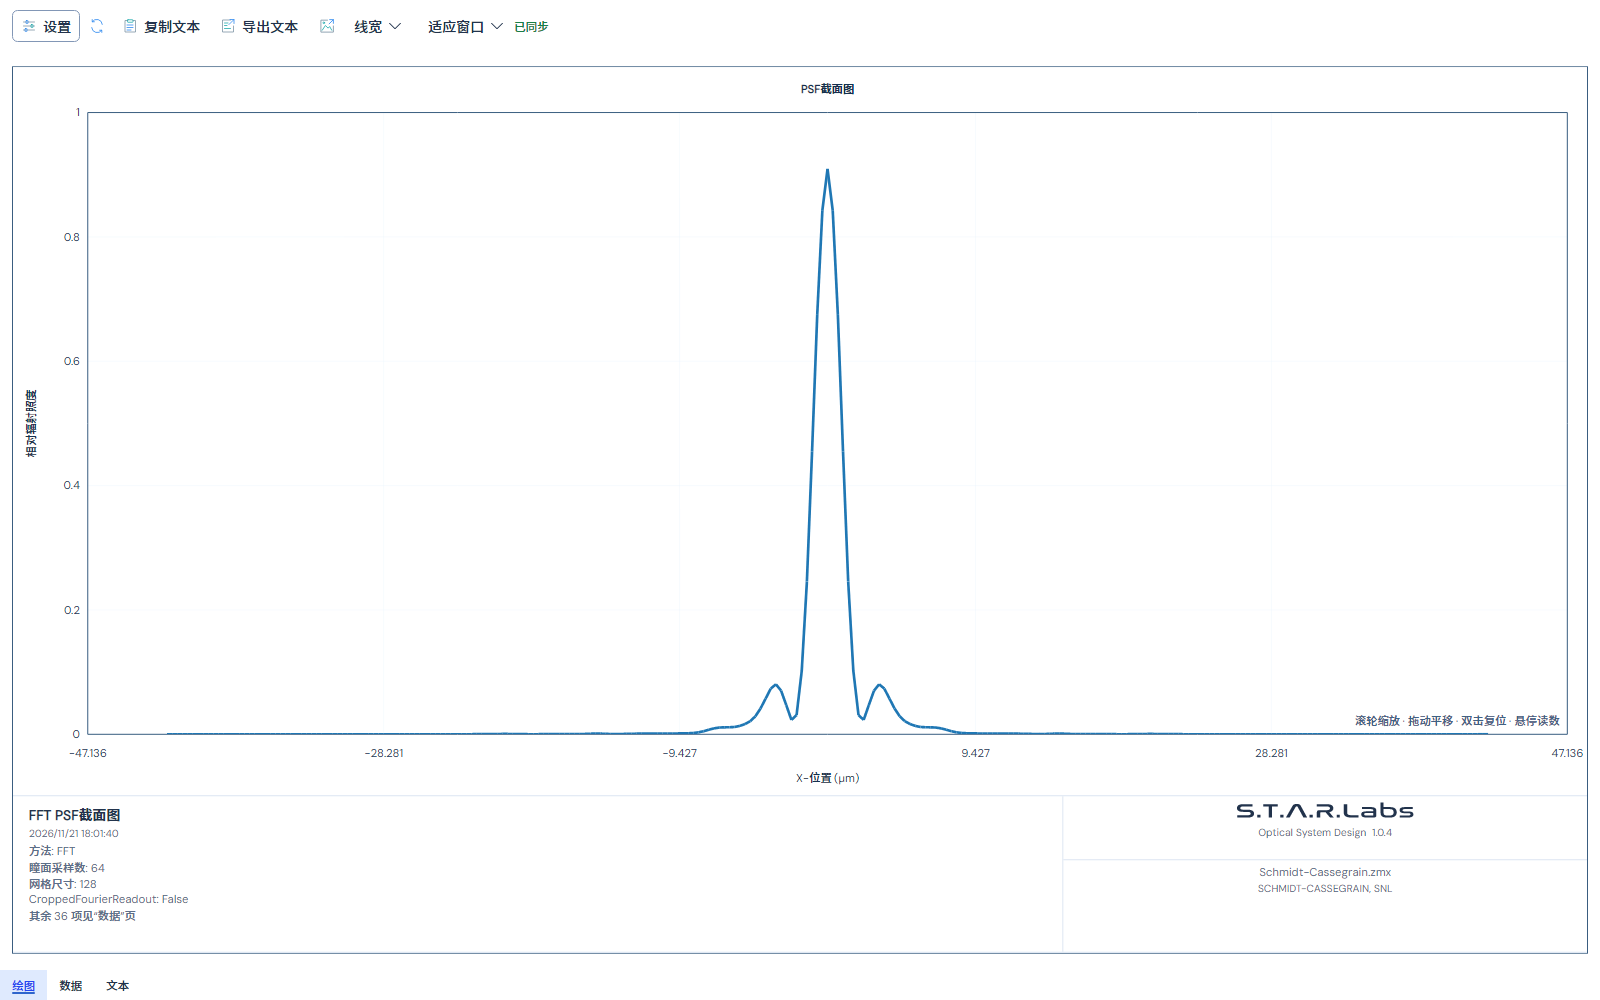 设置 复制文本 导出文本 线宽 适应窗口 已同步
PSF截面图
1
0.8
0.6
0.4
0.2
0
相对辐射照度
滚轮缩放 · 拖动平移 · 双击复位 · 悬停读数
-47.136 -28.281 -9.427 9.427 28.281 47.136
X-位置 (μm)
FFT PSF截面图
2026/11/21 18:01:40
方法: FFT
瞳面采样数: 64
网格尺寸: 128
CroppedFourierReadout: False
其余 36 项见“数据”页
S.T.A.R.Labs
Optical System Design 1.0.4
Schmidt-Cassegrain.zmx
SCHMIDT-CASSEGRAIN, SNL
绘图 数据 文本